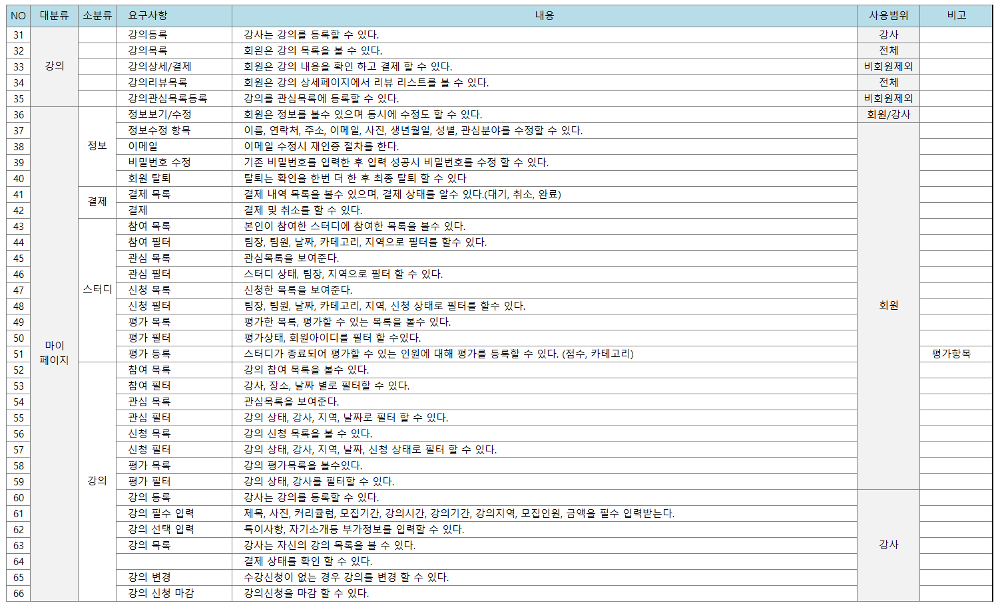 NO 대분류 소분류 요구사항 내용 사용범위 비고
31 강의등록 강사는 강의를 등록할 수 있다. 강사
32 강의목록 회원은 강의 목록을 볼 수 있다. 전체
강의
33 강의상세/결제 회원은 강의 내용을 확인 하고 결제 할 수 있다. 비회원제외
34 강의리뷰목록 회원은 강의 상세페이지에서 리뷰 리스트를 볼 수 있다. 전체
35 강의관심목록등록 강의를 관심목록에 등록할 수 있다. 비회원제외
36 정보보기/수정 회원은 정보를 볼수 있으며 동시에 수정도 할 수 있다. 회원/강사
37 정보수정 항목 이름, 연락처, 주소, 이메일, 사진, 생년월일, 성별, 관심분야를 수정할 수 있다.
정보
38 이메일 이메일 수정시 재인증 절차를 한다.
39 비밀번호 수정 기존 비밀번호를 입력한 후 입력 성공시 비밀번호를 수정 할 수 있다.
40 회원 탈퇴 탈퇴는 확인을 한번 더 한 후 최종 탈퇴 할 수 있다
41 결제 목록 결제 내역 목록을 볼수 있으며, 결제 상태를 알수 있다.(대기, 취소, 완료)
결제
42 결제 결제 및 취소를 할 수 있다.
43 참여 목록 본인이 참여한 스터디에 참여한 목록을 볼수 있다.
44 참여 필터 팀장, 팀원, 날짜, 카테고리, 지역으로 필터를 할수 있다.
45 관심 목록 관심목록을 보여준다.
46 관심 필터 스터디 상태, 팀장, 지역으로 필터 할 수 있다.
47 스터디 신청 목록 신청한 목록을 보여준다.
48 신청 필터 팀장, 팀원, 날짜, 카테고리, 지역, 신청 상태로 필터를 할수 있다. 회원
49 평가 목록 평가한 목록, 평가할 수 있는 목록을 볼수 있다.
50 평가 필터 평가상태, 회원아이디를 필터 할 수있다.
마이
페이지
51 평가 등록 스터디가 종료되어 평가할 수 있는 인원에 대해 평가를 등록할 수 있다. (점수, 카테고리) 평가항목
52 참여 목록 강의 참여 목록을 볼수 있다.
53 참여 필터 강사, 장소, 날짜 별로 필터할 수 있다.
54 관심 목록 관심목록을 보여준다.
55 관심 필터 강의 상태, 강사, 지역, 날짜로 필터 할 수 있다.
56 신청 목록 강의 신청 목록을 볼 수 있다.
57 신청 필터 강의 상태, 강사, 지역, 날짜, 신청 상태로 필터 할 수 있다.
58 평가 목록 강의 평가목록을 볼수있다.
59 강의 평가 필터 강의 상태, 강사를 필터할 수 있다.
60 강의 등록 강사는 강의를 등록할 수 있다.
61 강의 필수 입력 제목, 사진, 커리큘럼, 모집기간, 강의시간, 강의기간, 강의지역, 모집인원, 금액을 필수 입력받는다.
62 강의 선택 입력 특이사항, 자기소개등 부가정보를 입력할 수 있다.
63 강의 목록 강사는 자신의 강의 목록을 볼 수 있다. 강사
64 결제 상태를 확인 할 수 있다.
65 강의 변경 수강신청이 없는 경우 강의를 변경 할 수 있다.
66 강의 신청 마감 강의신청을 마감 할 수 있다.